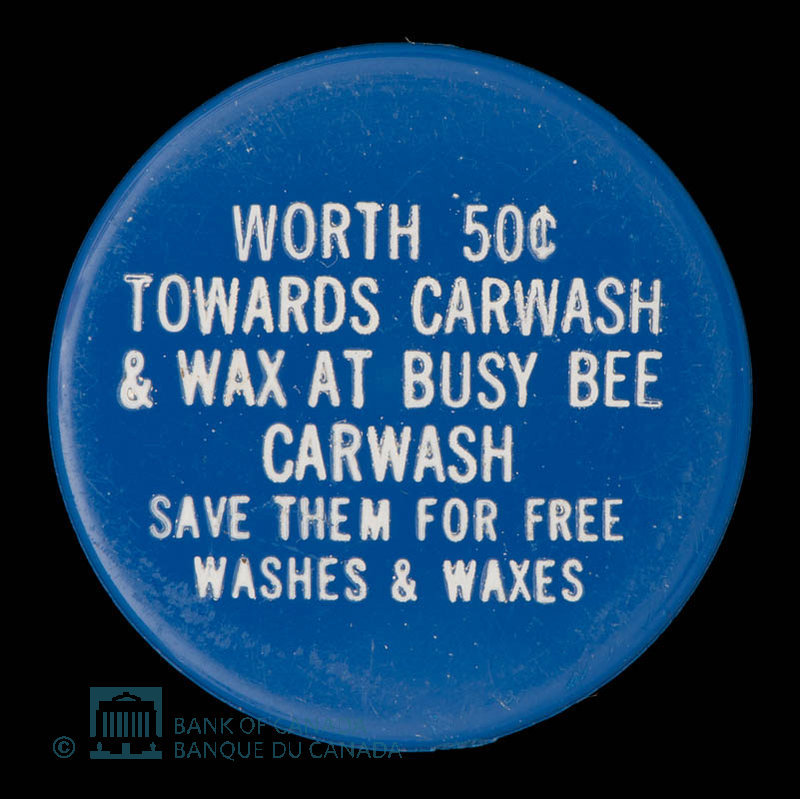 WORTH 50¢
TOWARDS CARWASH
& WAX AT BUSY BEE
CARWASH
SAVE THEM FOR FREE
WASHES & WAXES
© BANK OF CANADA
BANQUE DU CANADA